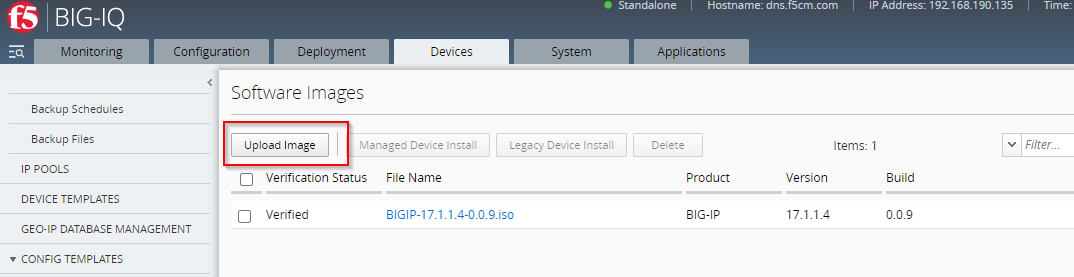 f5 BIG-IQ
Standalone Hostname: dns.f5cm.com IP Address: 192.168.190.135 Time:
Monitoring Configuration Deployment Devices System Applications
Backup Schedules
Backup Files
IP POOLS
DEVICE TEMPLATES
GEO-IP DATABASE MANAGEMENT
CONFIG TEMPLATES
Software Images
Upload Image Managed Device Install Legacy Device Install Delete Items: 1 Filter...
Verification Status File Name Product Version Build
Verified BIGIP-17.1.1.4-0.0.9.iso BIG-IP 17.1.1.4 0.0.9